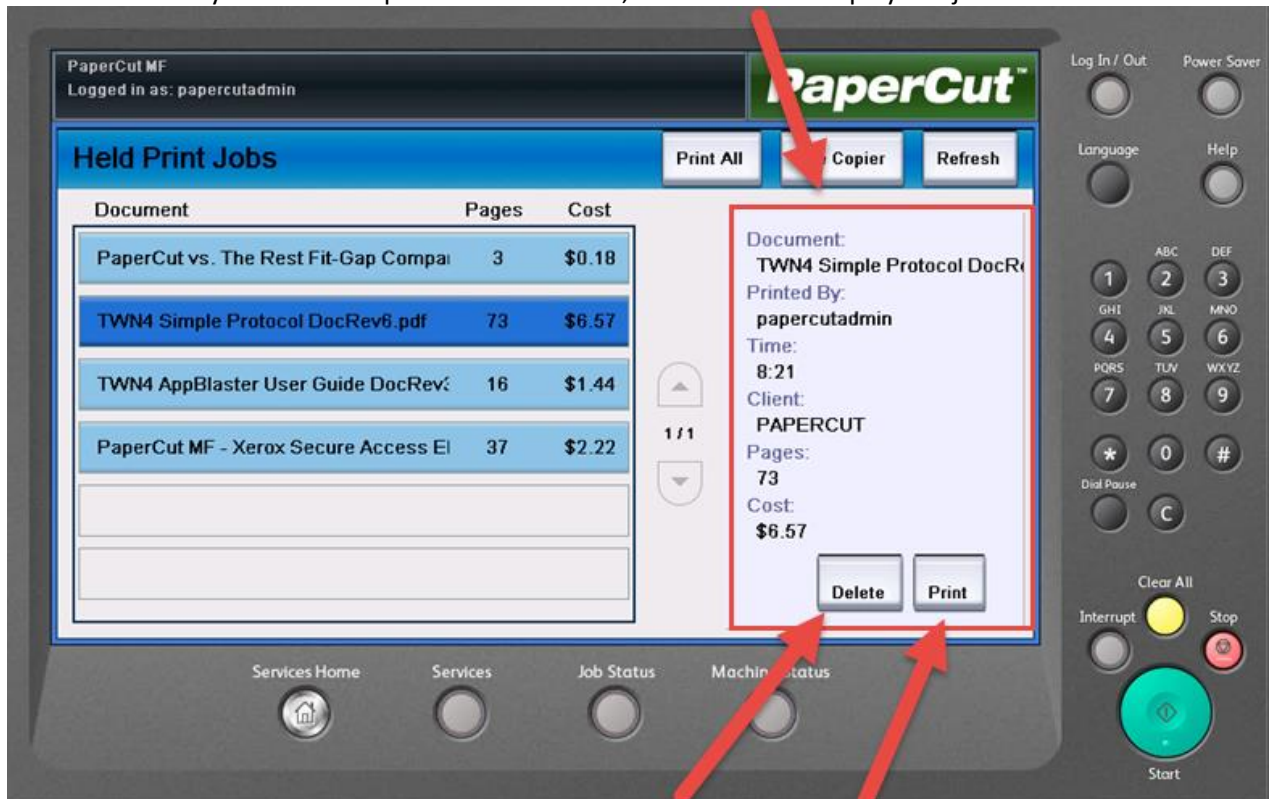 PaperCut MF
Logged in as: papercutadmin
PaperCut™
Log In / Out Power Saver
Held Print Jobs
Print All Copier Refresh
Language Help
Document Pages Cost
PaperCut vs. The Rest Fit-Gap Compar 3 $0.18
TWN4 Simple Protocol DocRev6.pdf 73 $6.57
TWN4 AppBlaster User Guide DocRev3 16 $1.44
PaperCut MF - Xerox Secure Access El 37 $2.22
1/1
Document:
TWN4 Simple Protocol DocRe
Printed By:
papercutadmin
Time:
8:21
Client:
PAPERCUT
Pages:
73
Cost:
$6.57
Delete Print
ABC DEF
1 2 3
GHI JKL MNO
4 5 6
PQRS TUV WXYZ
7 8 9
* 0 #
Dial Pause
C
Clear All
Interrupt Stop
Start
Services Home Services Job Status Machine Status